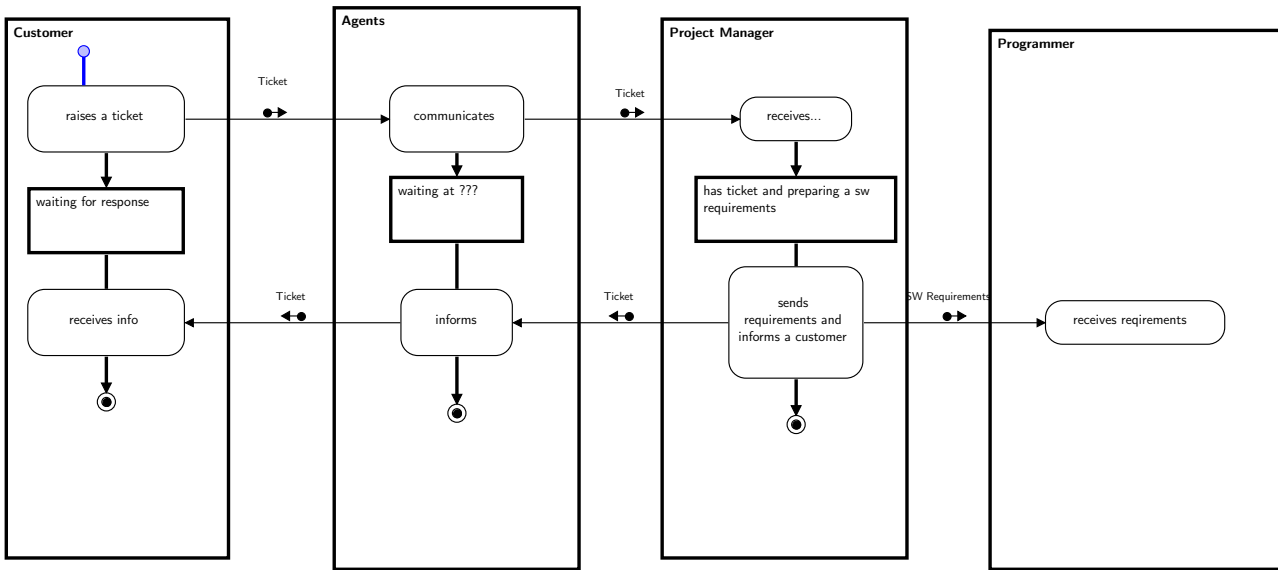 Customer
Agents
Project Manager
Programmer
raises a ticket
Ticket
communicates
Ticket
receives...
waiting for response
waiting at ???
has ticket and preparing a sw
requirements
receives info
Ticket
informs
Ticket
sends
requirements and
informs a customer
SW Requirements
receives reqirements